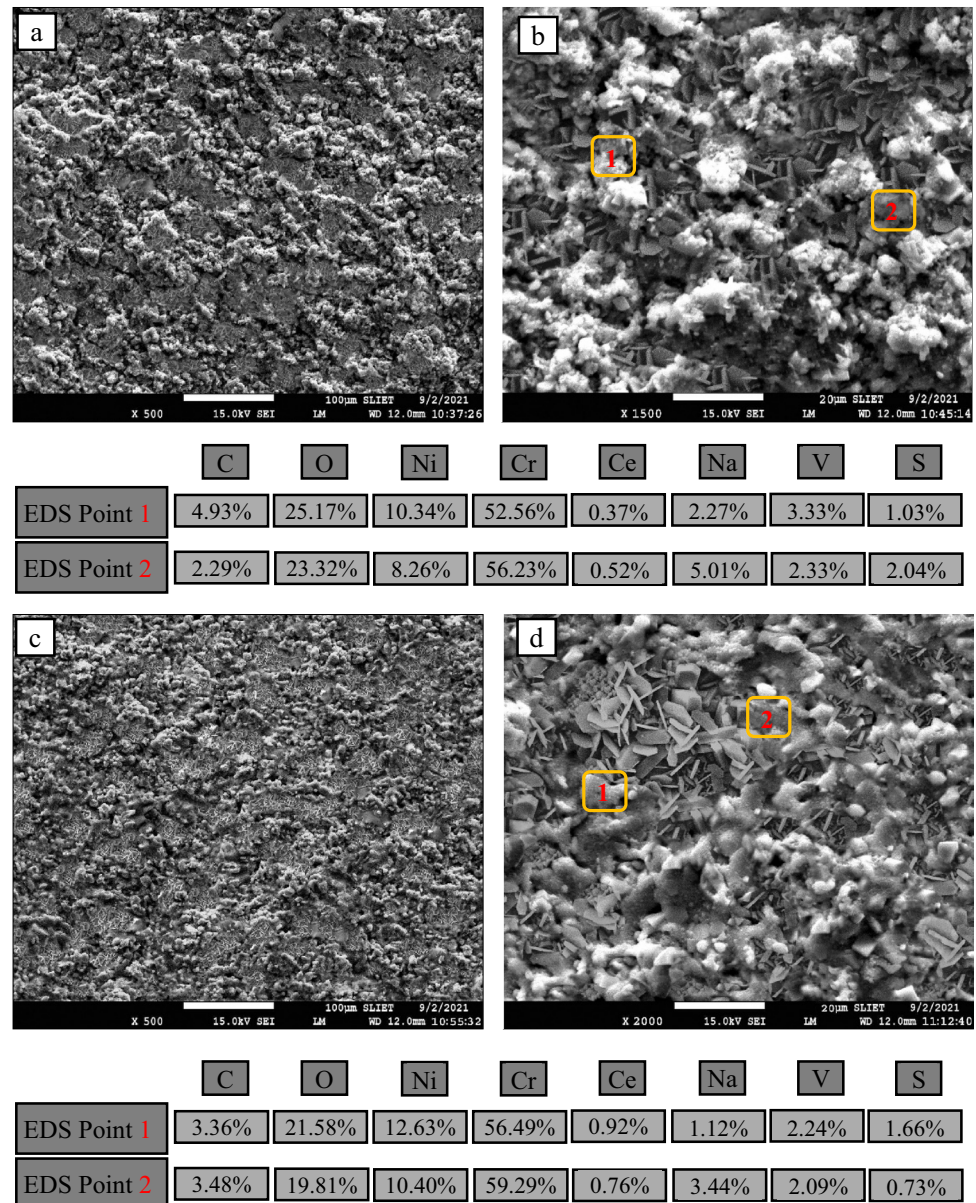 a
100µm SLIET 9/2/2021
X 500 15.0kV SEI LM WD 12.0mm 10:37:26
b
1
2
20µm SLIET 9/2/2021
X 1500 15.0kV SEI LM WD 12.0mm 10:45:14
C O Ni Cr Ce Na V S
EDS Point 1 4.93% 25.17% 10.34% 52.56% 0.37% 2.27% 3.33% 1.03%
EDS Point 2 2.29% 23.32% 8.26% 56.23% 0.52% 5.01% 2.33% 2.04%
c
100µm SLIET 9/2/2021
X 500 15.0kV SEI LM WD 12.0mm 10:55:32
d
2
1
20µm SLIET 9/2/2021
X 2000 15.0kV SEI LM WD 12.0mm 11:12:40
C O Ni Cr Ce Na V S
EDS Point 1 3.36% 21.58% 12.63% 56.49% 0.92% 1.12% 2.24% 1.66%
EDS Point 2 3.48% 19.81% 10.40% 59.29% 0.76% 3.44% 2.09% 0.73%